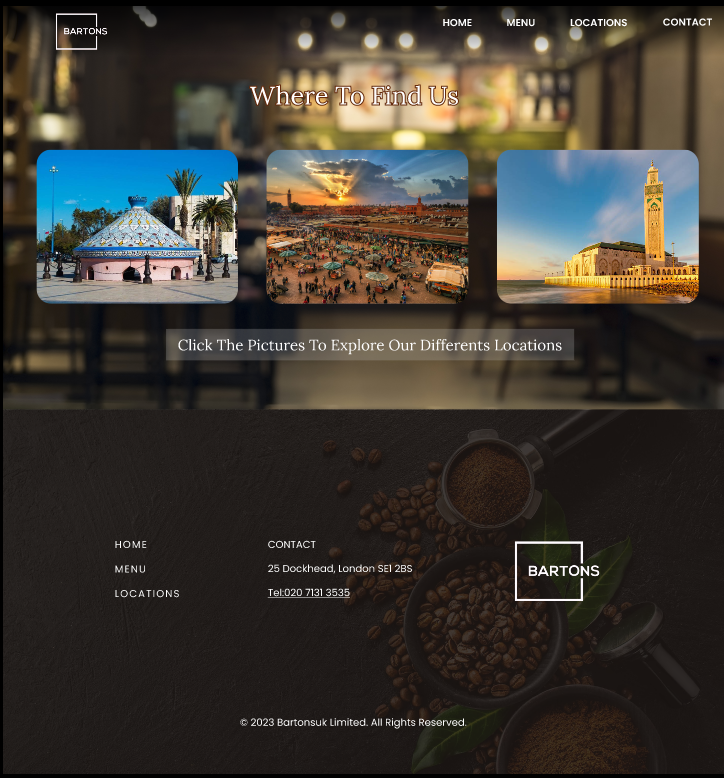 BARTONS
HOME MENU LOCATIONS CONTACT
Where To Find Us
Click The Pictures To Explore Our Differents Locations
HOME
MENU
LOCATIONS
CONTACT
25 Dockhead, London SE1 2BS
Tel:020 7131 3535
BARTONS
© 2023 Bartonsuk Limited. All Rights Reserved.